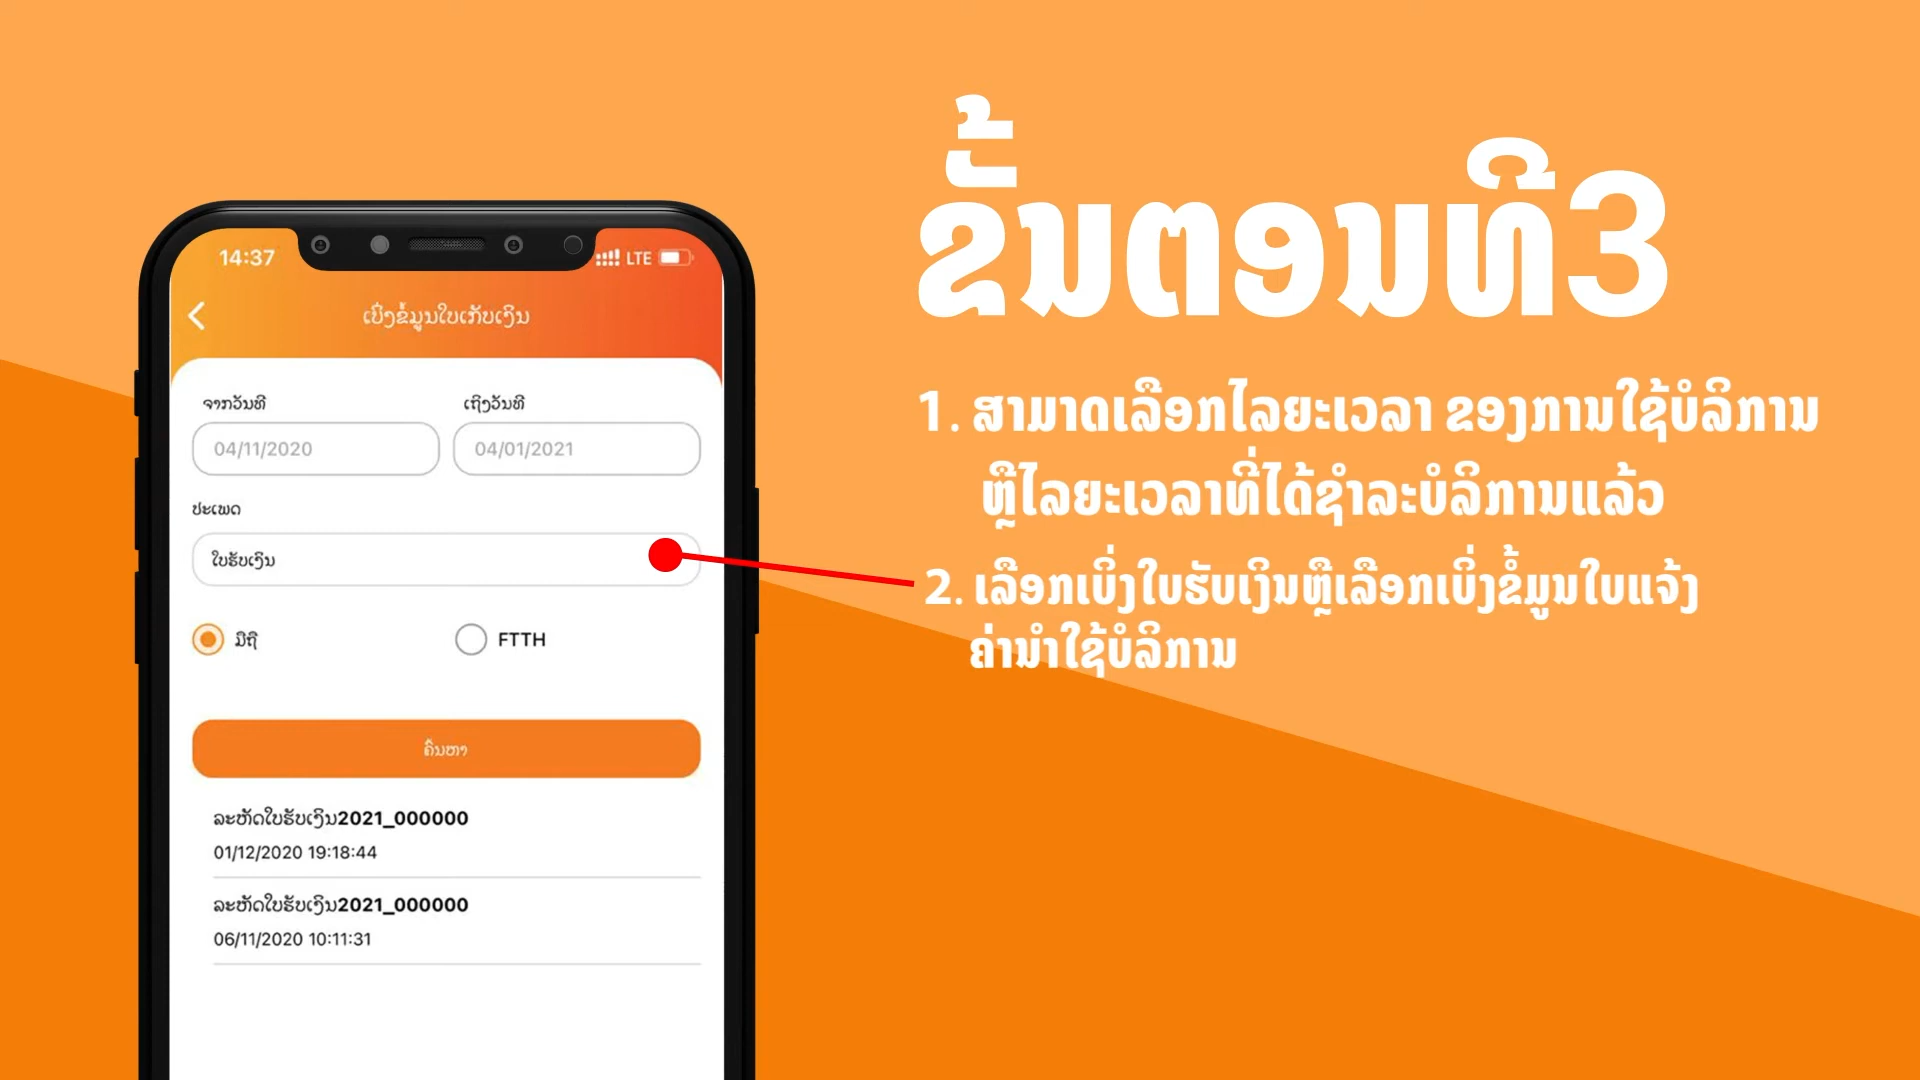 14:37 LTE
ເບິ່ງຂໍ້ມູນໃບເກັບເງິນ
ຈາກວັນທີ ເຖິງວັນທີ
04/11/2020 04/01/2021
ປະເພດ
ໃບຮັບເງິນ
ມືຖື FTTH
ຄົ້ນຫາ
ລະຫັດໃບຮັບເງິນ2021_000000
01/12/2020 19:18:44
ລະຫັດໃບຮັບເງິນ2021_000000
06/11/2020 10:11:31
ຂັ້ນຕອນທີ3
1. ສາມາດເລືອກໄລຍະເວລາ ຂອງການໃຊ້ບໍລິການ
ຫຼືໄລຍະເວລາທີ່ໄດ້ຊຳລະບໍລິການແລ້ວ
2. ເລືອກເບິ່ງໃບຮັບເງິນຫຼືເລືອກເບິ່ງຂໍ້ມູນໃບແຈ້ງ
ຄ່ານຳໃຊ້ບໍລິການ